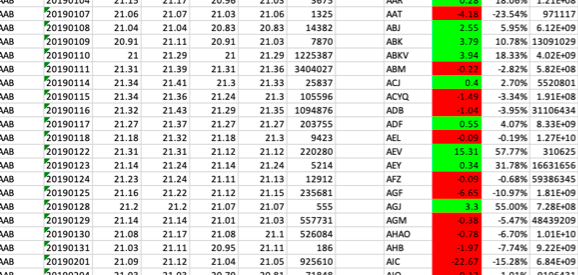 AAB 20190104 21.13 21.17 20.96 21.03 3675 AAR 0.28 18.06% 1.21E+08
AAB 20190107 21.06 21.07 21.03 21.06 1325 AAT -4.18 -23.54% 971117
AAB 20190108 21.04 21.04 20.83 20.83 14382 ABJ 2.55 5.95% 6.12E+09
AAB 20190109 20.91 21.11 20.91 21.03 7870 ABK 3.79 10.78% 13091029
AAB 20190110 21 21.29 21 21.29 1225387 ABKV 3.94 18.33% 4.02E+09
AAB 20190111 21.31 21.39 21.31 21.36 3404027 ABM -0.22 -2.82% 5.82E+08
AAB 20190114 21.34 21.41 21.3 21.33 25837 ACJ 0.4 2.70% 5520801
AAB 20190115 21.34 21.36 21.24 21.3 105596 ACYQ -1.49 -3.34% 1.91E+08
AAB 20190116 21.32 21.43 21.29 21.35 1094876 ADB -1.04 -3.95% 31106434
AAB 20190117 21.27 21.37 21.27 21.37 203755 ADF 0.55 4.07% 8.33E+09
AAB 20190118 21.18 21.32 21.18 21.3 9423 AEL -0.09 -0.19% 1.27E+10
AAB 20190122 21.31 21.31 21.12 21.12 220280 AEV 15.31 57.77% 310625
AAB 20190123 21.14 21.24 21.14 21.24 5214 AEY 0.34 31.78% 16631656
AAB 20190124 21.23 21.24 21.11 21.13 12912 AFZ -0.09 -0.68% 59386345
AAB 20190125 21.16 21.22 21.12 21.15 235681 AGF -6.65 -10.97% 1.81E+09
AAB 20190128 21.2 21.2 21.07 21.07 555 AGJ 3.3 55.00% 7.28E+08
AAB 20190129 21.14 21.14 21.01 21.03 557731 AGM -0.38 -5.47% 48439209
AAB 20190130 21.08 21.17 21.08 21.1 526084 AHAO -0.78 -6.70% 1.01E+10
AAB 20190131 21.03 21.11 20.95 21.11 186 AHB -1.97 -7.74% 9.22E+09
AAB 20190201 21.09 21.12 21.04 21.05 925610 AIC -22.67 -15.28% 6.84E+09